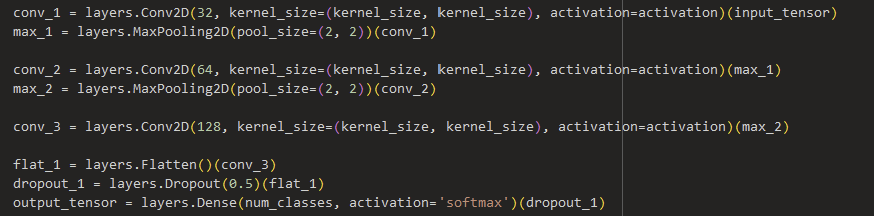 conv_1 = layers.Conv2D(32, kernel_size=(kernel_size, kernel_size), activation=activation)(input_tensor)
max_1 = layers.MaxPooling2D(pool_size=(2, 2))(conv_1)
conv_2 = layers.Conv2D(64, kernel_size=(kernel_size, kernel_size), activation=activation)(max_1)
max_2 = layers.MaxPooling2D(pool_size=(2, 2))(conv_2)
conv_3 = layers.Conv2D(128, kernel_size=(kernel_size, kernel_size), activation=activation)(max_2)
flat_1 = layers.Flatten()(conv_3)
dropout_1 = layers.Dropout(0.5)(flat_1)
output_tensor = layers.Dense(num_classes, activation='softmax')(dropout_1)